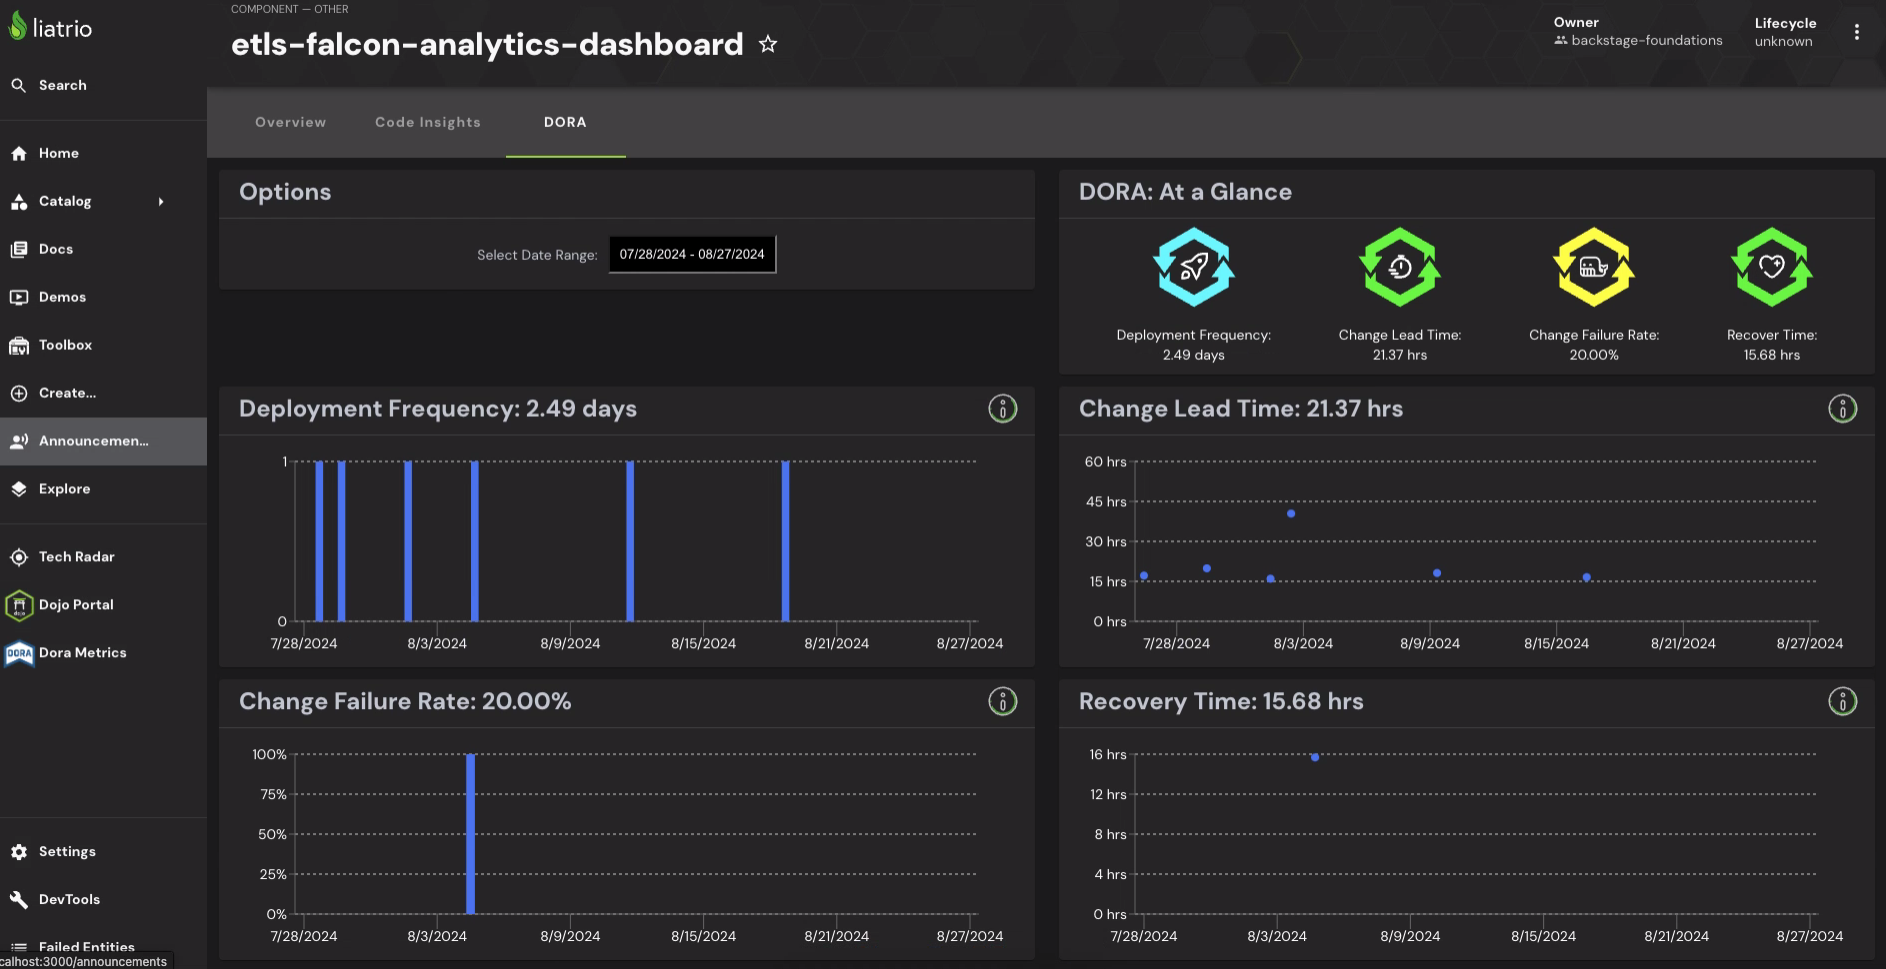 liatrio
Search
Home
Catalog
Docs
Demos
Toolbox
Create...
Announcemen...
Explore
Tech Radar
dojo
Dojo Portal
DORA
Dora Metrics
Settings
DevTools
Failed Entities
calhost:3000/announcements
COMPONENT — OTHER
etls-falcon-analytics-dashboard
Owner
backstage-foundations
Lifecycle
unknown
Overview
Code Insights
DORA
Options
Select Date Range:
07/28/2024 - 08/27/2024
DORA: At a Glance
Deployment Frequency:
2.49 days
Change Lead Time:
21.37 hrs
Change Failure Rate:
20.00%
Recover Time:
15.68 hrs
Deployment Frequency: 2.49 days
1
0
7/28/2024
8/3/2024
8/9/2024
8/15/2024
8/21/2024
8/27/2024
Change Lead Time: 21.37 hrs
60 hrs
45 hrs
30 hrs
15 hrs
0 hrs
7/28/2024
8/3/2024
8/9/2024
8/15/2024
8/21/2024
8/27/2024
Change Failure Rate: 20.00%
100%
75%
50%
25%
0%
7/28/2024
8/3/2024
8/9/2024
8/15/2024
8/21/2024
8/27/2024
Recovery Time: 15.68 hrs
16 hrs
12 hrs
8 hrs
4 hrs
0 hrs
7/28/2024
8/3/2024
8/9/2024
8/15/2024
8/21/2024
8/27/2024